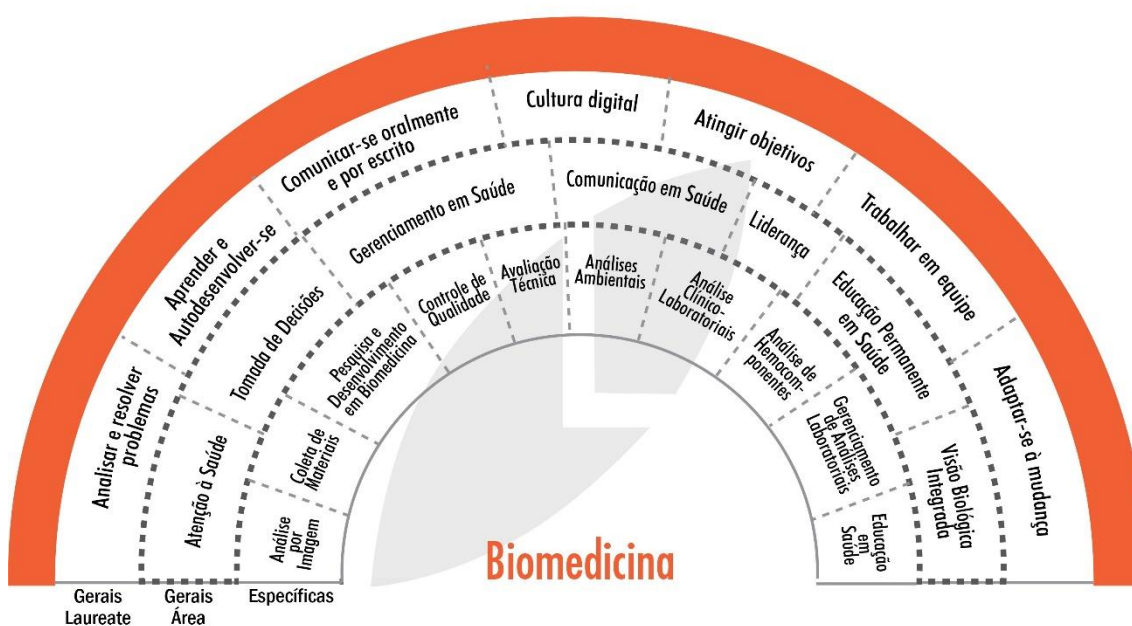 Analisar e resolver
problemas
Aprender e
Autodesenvolver-se
Comunicar-se oralmente
e por escrito
Cultura digital
Atingir objetivos
Trabalhar em equipe
Adaptar-se à mudança
Atenção à Saúde
Tomada de Decisões
Gerenciamento em Saúde
Comunicação em Saúde
Liderança
Educação Permanente
em Saúde
Visão Biológica
Integrada
Análise
por
Imagem
Coleta de
Materiais
Pesquisa e
Desenvolvimento
em Biomedicina
Controle de
Qualidade
Avaliação
Técnica
Análises
Ambientais
Análise
Clínico-
Laboratoriais
Análise de
Hemocom-
ponentes
Gerenciamento
de Análises
Laboratoriais
Educação
em
Saúde
Biomedicina
Gerais
Laureate
Gerais
Área
Específicas